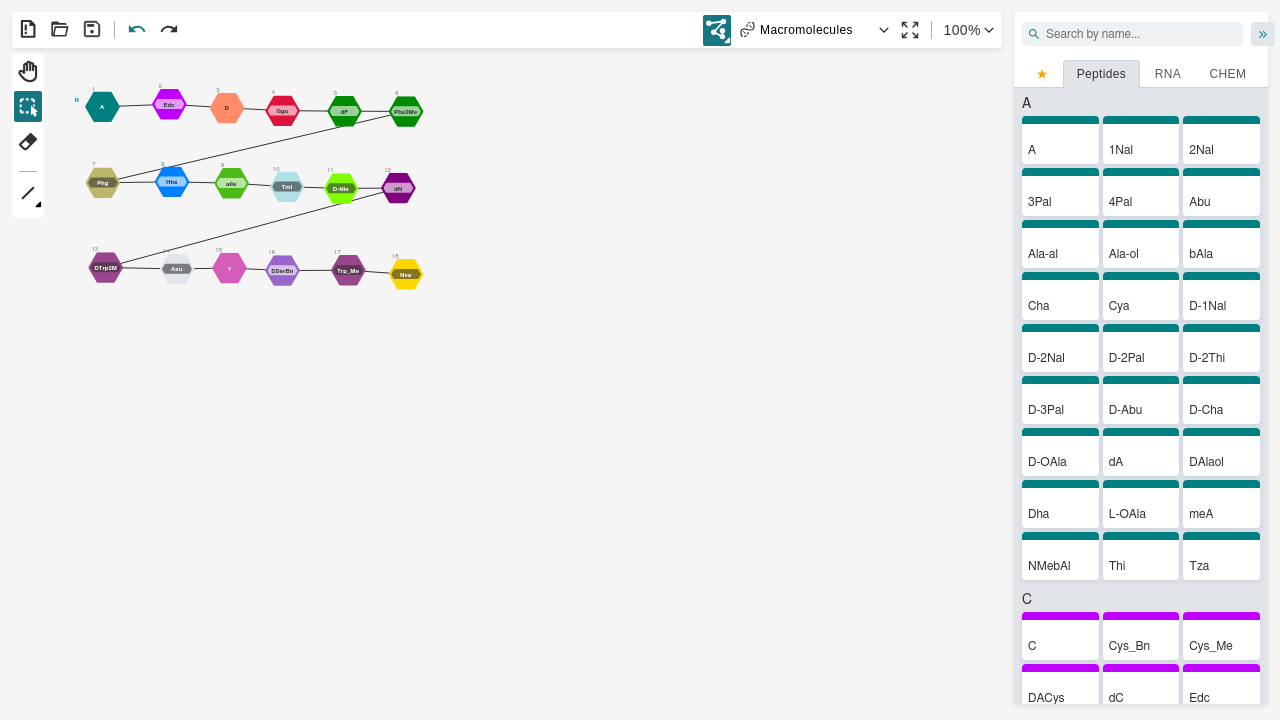 Macromolecules
100%
Search by name...
Peptides RNA CHEM
N
1 2 3 4 5 6
A Edc D Ggu dF Phe2Me
7 8 9 10 11 12
Phg Hhs aIle Tml D-Nle dN
13 14 15 16 17 18
DTrp2M Asu Y DSerBn Trp_Me Nva
A
A 1Nal 2Nal
3Pal 4Pal Abu
Ala-al Ala-ol bAla
Cha Cya D-1Nal
D-2Nal D-2Pal D-2Thi
D-3Pal D-Abu D-Cha
D-OAla dA DAlaol
Dha L-OAla meA
NMebAl Thi Tza
C
C Cys_Bn Cys_Me
DACys dC Edc